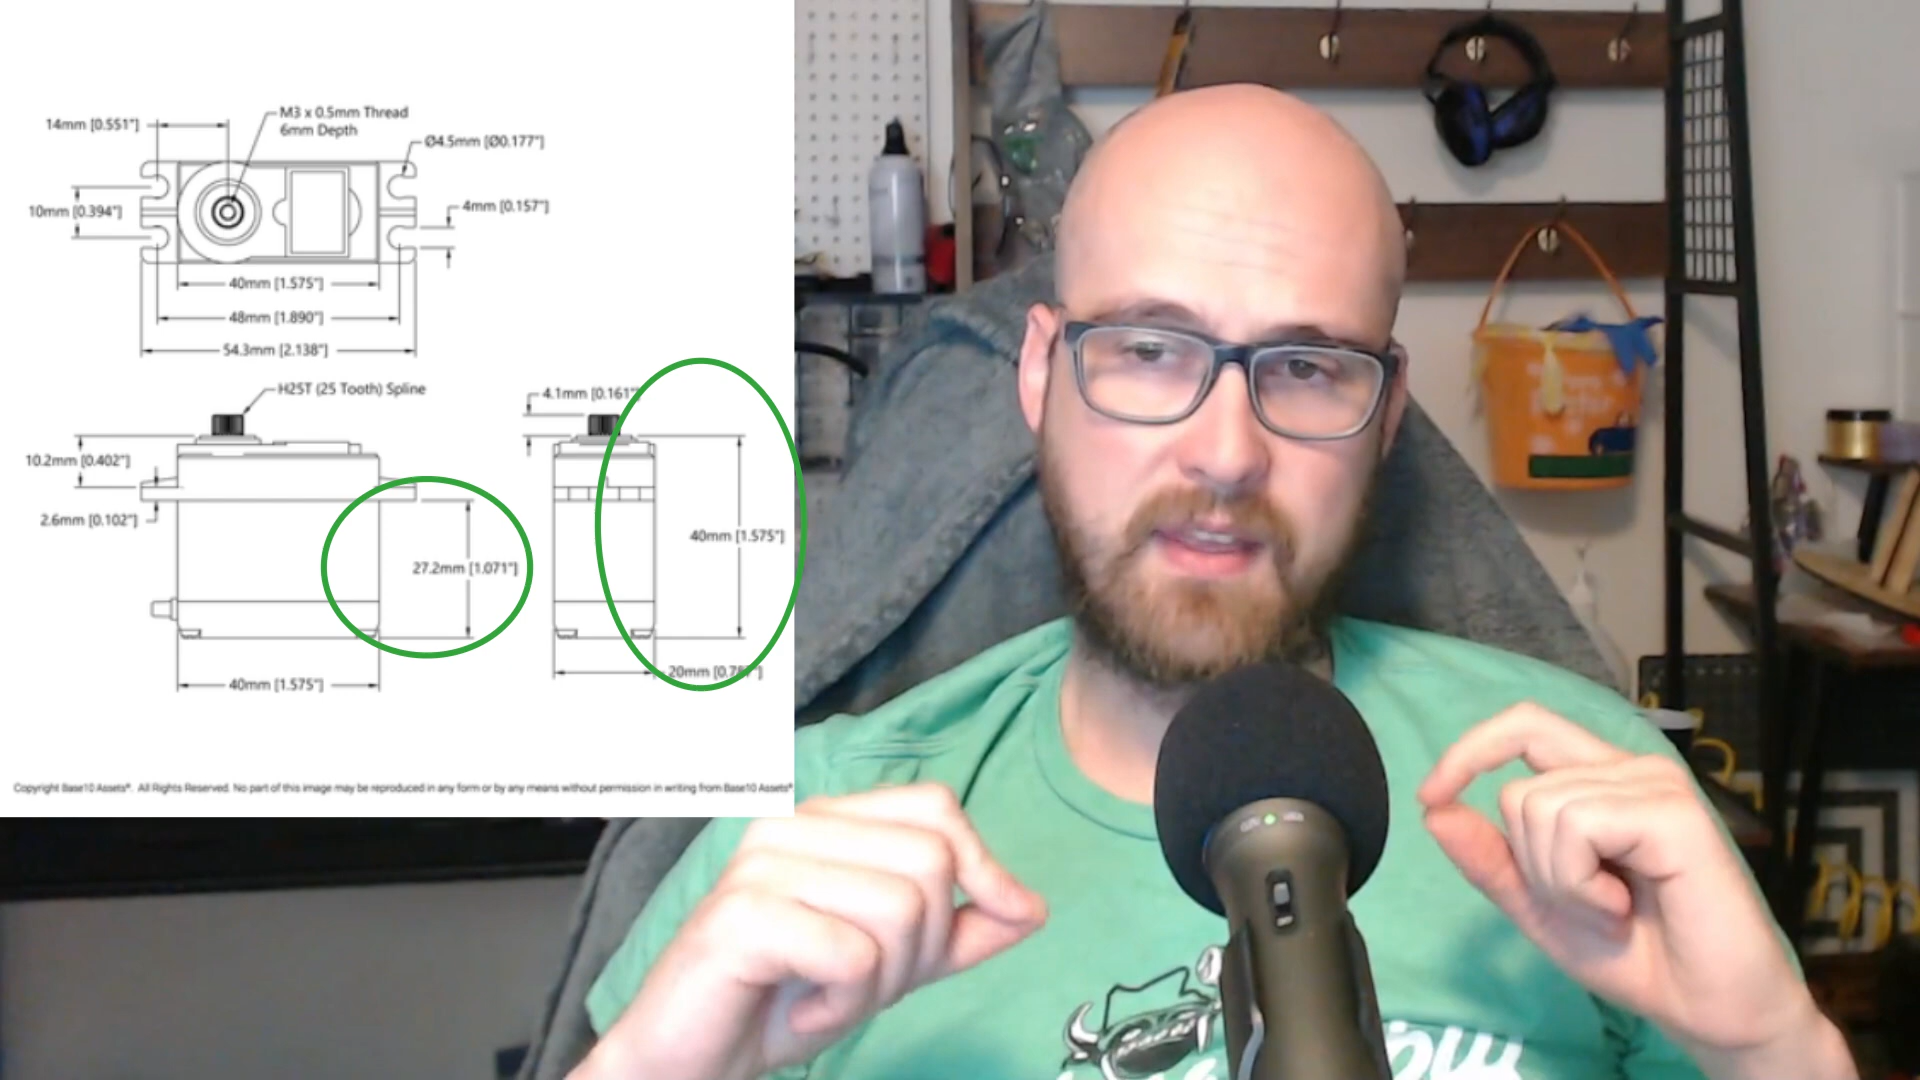 M3 x 0.5mm Thread
6mm Depth
14mm [0.551"]
Ø4.5mm [Ø0.177"]
10mm [0.394"]
4mm [0.157"]
40mm [1.575"]
48mm [1.890"]
54.3mm [2.138"]
H25T (25 Tooth) Spline
4.1mm [0.161"]
10.2mm [0.402"]
2.6mm [0.102"]
27.2mm [1.071"]
40mm [1.575"]
20mm [0.787"]
40mm [1.575"]
Copyright Base10 Assets®. All Rights Reserved. No part of this image may be reproduced in any form or by any means without permission in writing from Base10 Assets®